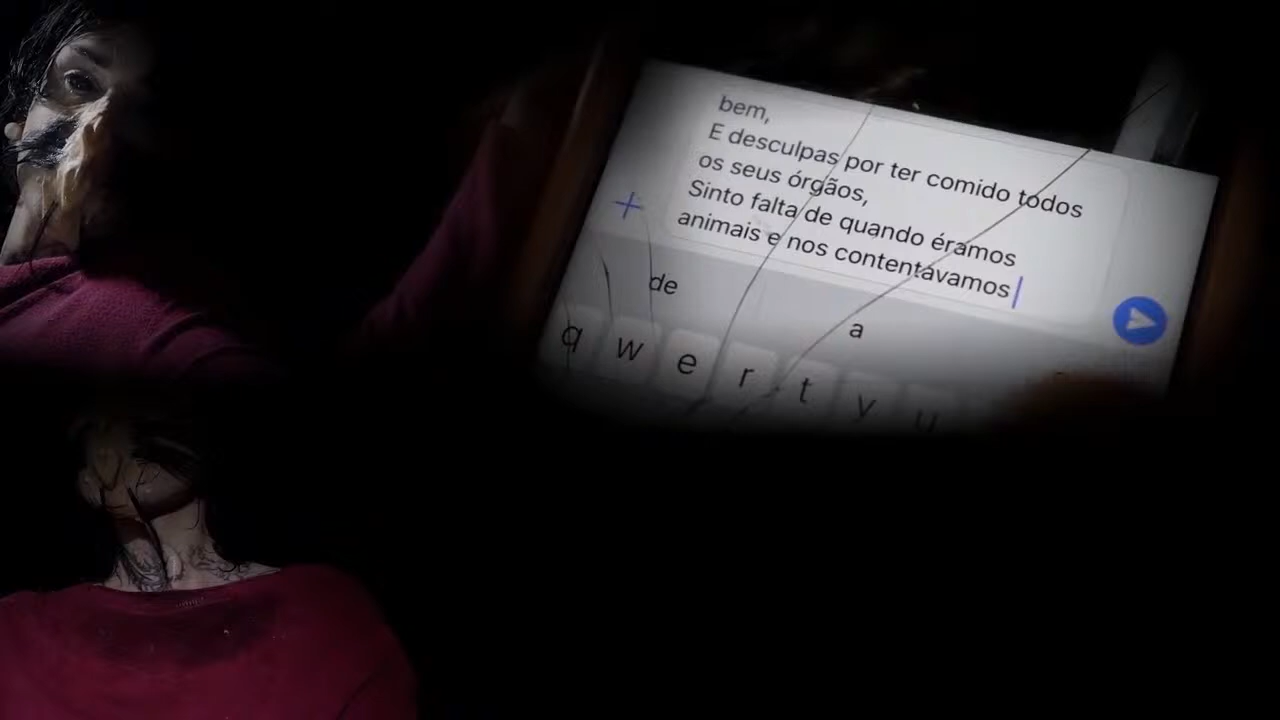 bem,
E desculpas por ter comido todos
os seus órgãos,
Sinto falta de quando éramos
animais e nos contentávamos
de a
q w e r t y u